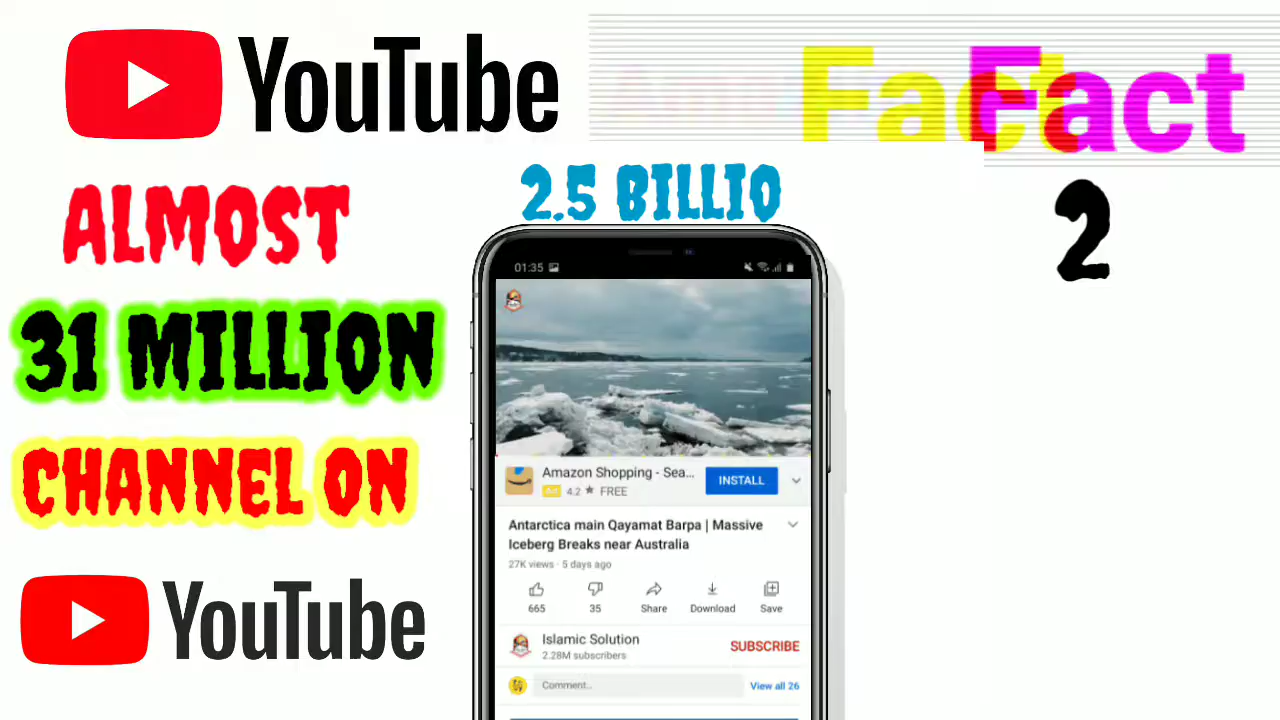 YouTube
Fact
Fact
2
2.5 BILLIO
ALMOST
31 MILLION
CHANNEL ON
YouTube
01:35
Amazon Shopping - Sea...
4.2 ★ FREE
INSTALL
Antarctica main Qayamat Barpa | Massive
Iceberg Breaks near Australia
27K views · 5 days ago
665
35
Share
Download
Save
Islamic Solution
2.28M subscribers
SUBSCRIBE
Comment...
View all 26